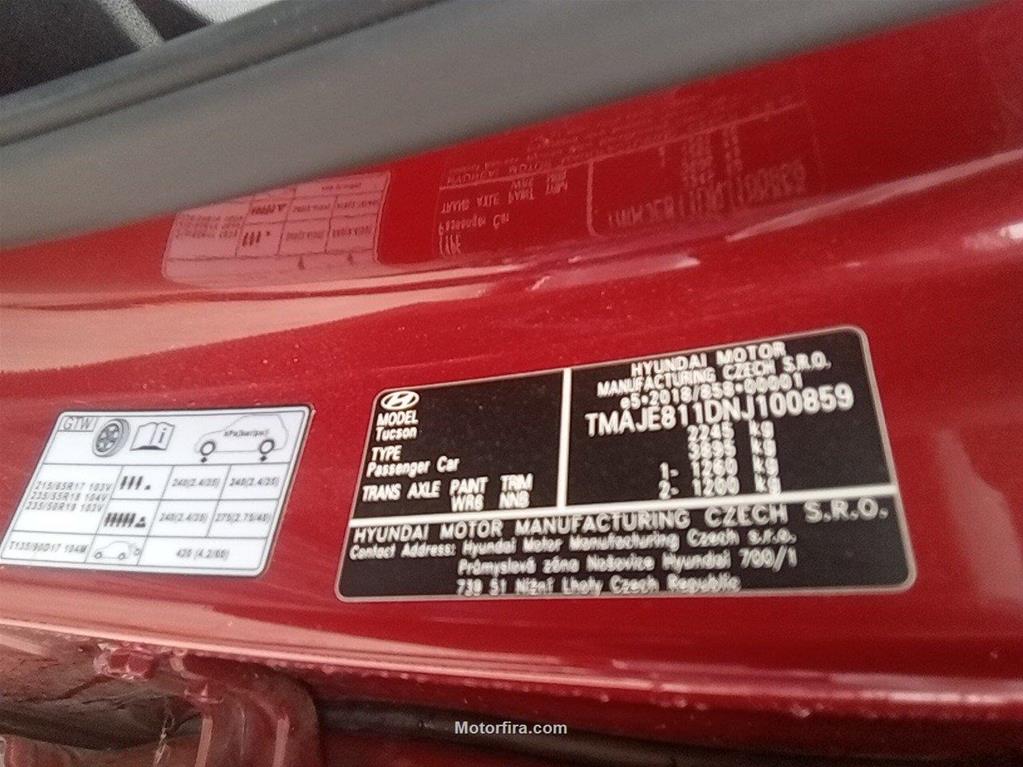 GTW
215/65R17 103V
235/55R18 104V
235/50R19 103V
240(2.4/35) 240(2.4/35)
240(2.4/35) 275(2.75/40)
T135/90D17 104M 420 (4.2/60)
MODEL
Tucson
TYPE
Passenger Car
TRANS AXLE PAINT TRIM
WR6 NNB
HYUNDAI MOTOR
MANUFACTURING CZECH S.R.O.
e5*2018/858*00001
TMAJE811DNJ100859
2245 kg
3895 kg
1- 1260 kg
2- 1200 kg
HYUNDAI MOTOR MANUFACTURING CZECH S.R.O.
Contact Address: Hyundai Motor Manufacturing Czech s.r.o.
Průmyslová zóna Nošovice Hyundai 700/1
739 51 Nižní Lhoty Czech Republic
Motorfira.com